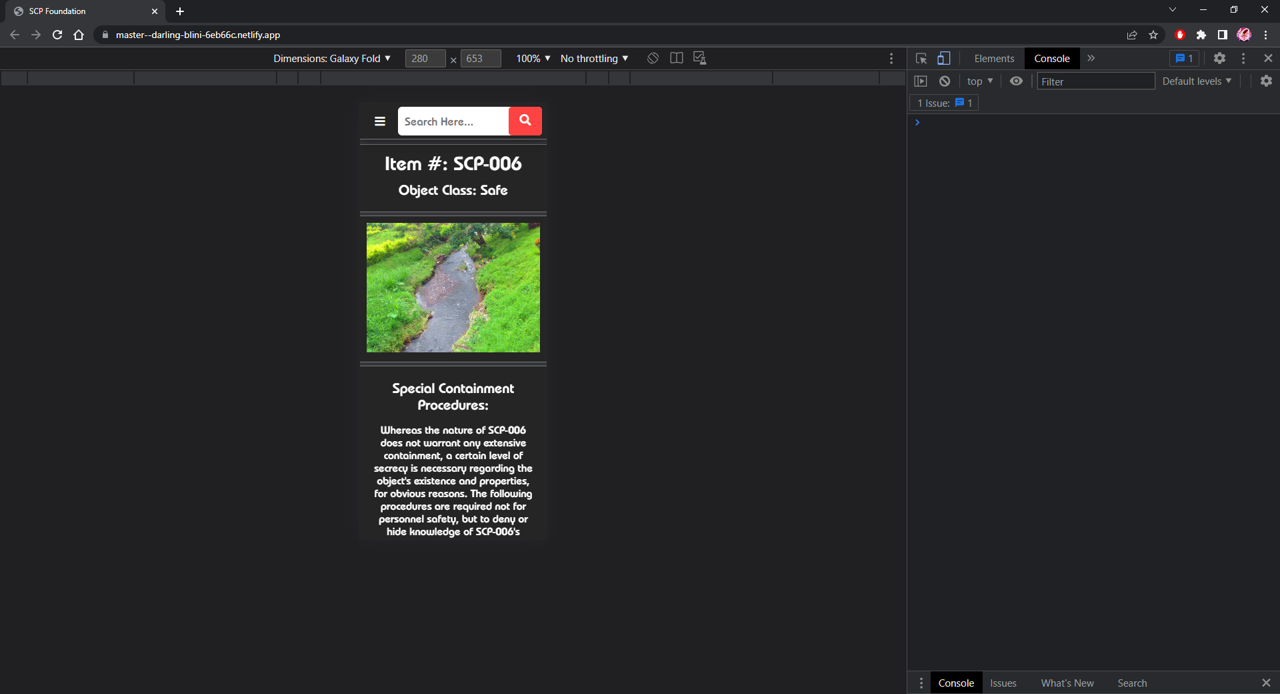 SCP Foundation
master--darling-blini-6eb66c.netlify.app
Dimensions: Galaxy Fold 280 × 653 100% No throttling
Elements Console » 1
top Filter Default levels
1 Issue: 1
Search Here...
Item #: SCP-006
Object Class: Safe
Special Containment
Procedures:
Whereas the nature of SCP-006
does not warrant any extensive
containment, a certain level of
secrecy is necessary regarding the
object's existence and properties,
for obvious reasons. The following
procedures are required not for
personnel safety, but to deny or
hide knowledge of SCP-006's
Console Issues What's New Search